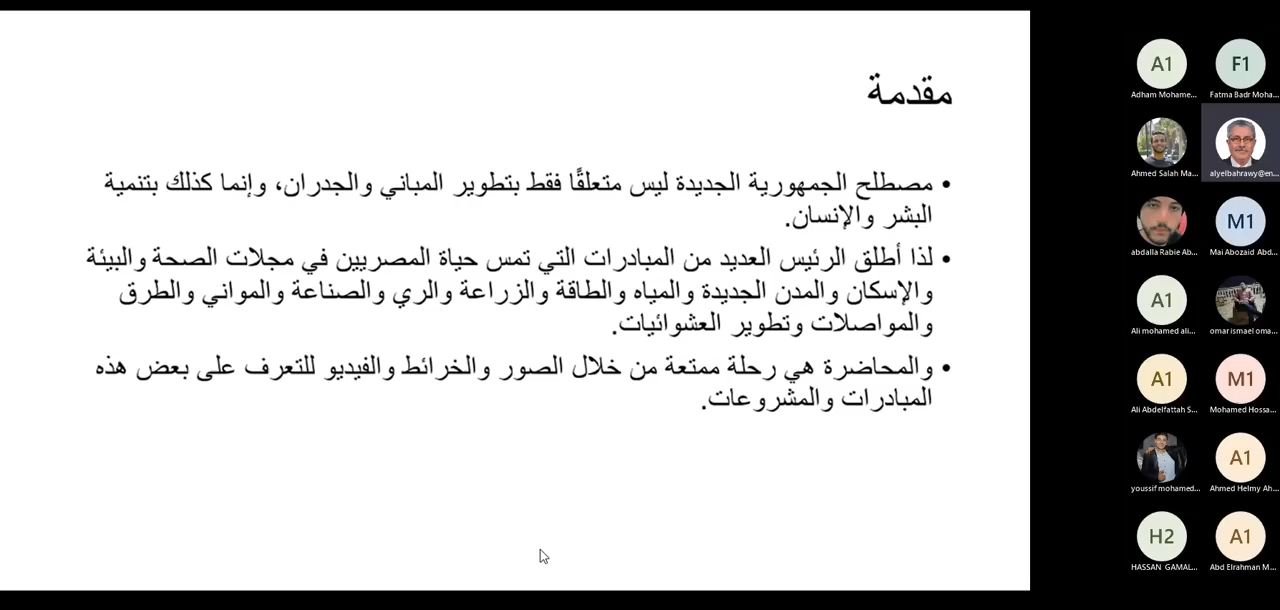 مقدمة
• مصطلح الجمهورية الجديدة ليس متعلقًا فقط بتطوير المباني والجدران، وإنما كذلك بتنمية
البشر والإنسان.
• لذا أطلق الرئيس العديد من المبادرات التي تمس حياة المصريين في مجلات الصحة والبيئة
والإسكان والمدن الجديدة والمياه والطاقة والزراعة والري والصناعة والمواني والطرق
والمواصلات وتطوير العشوائيات.
• والمحاضرة هي رحلة ممتعة من خلال الصور والخرائط والفيديو للتعرف على بعض هذه
المبادرات والمشروعات.
A1 F1
Adham Mohame... Fatma Badr Moha...
Ahmed Salah Ma... alyelbahrawy@en...
M1
abdalla Rabie Ab... Mai Abozaid Abd...
A1
Ali mohamed ali... omar ismael oma...
A1 M1
Ali Abdelfattah S... Mohamed Hossa...
A1
youssif mohamed... Ahmed Helmy Ah...
H2 A1
HASSAN GAMAL... Abd Elrahman M...